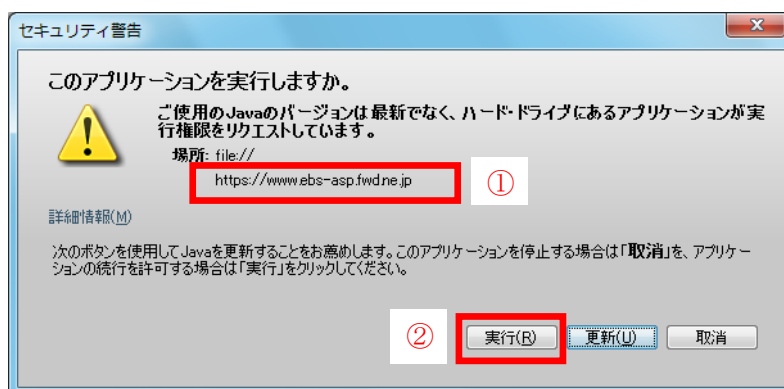 セキュリティ警告
このアプリケーションを実行しますか。
ご使用のJavaのバージョンは最新でなく、ハード・ドライブにあるアプリケーションが実
行権限をリクエストしています。
場所: file://
https://www.ebs-asp.fwd.ne.jp
①
詳細情報(M)
次のボタンを使用してJavaを更新することをお薦めします。このアプリケーションを停止する場合は「取消」を、アプリケー
ションの続行を許可する場合は「実行」をクリックしてください。
② 実行(R) 更新(U) 取消